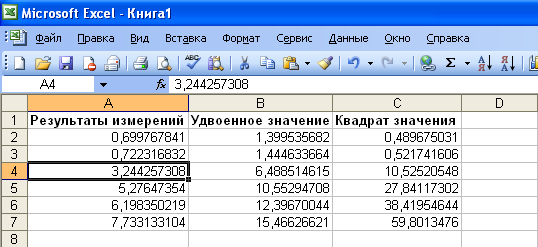 Microsoft Excel - Книга1
Файл Правка Вид Вставка Формат Сервис Данные Окно Справка
A4 fx 3,244257308
A B C D
1 Результаты измерений Удвоенное значение Квадрат значения
2 0,699767841 1,399535682 0,489675031
3 0,722316832 1,444633664 0,521741606
4 3,244257308 6,488514615 10,52520548
5 5,27647354 10,55294708 27,84117302
6 6,198350219 12,39670044 38,41954644
7 7,733133104 15,46626621 59,8013476
8